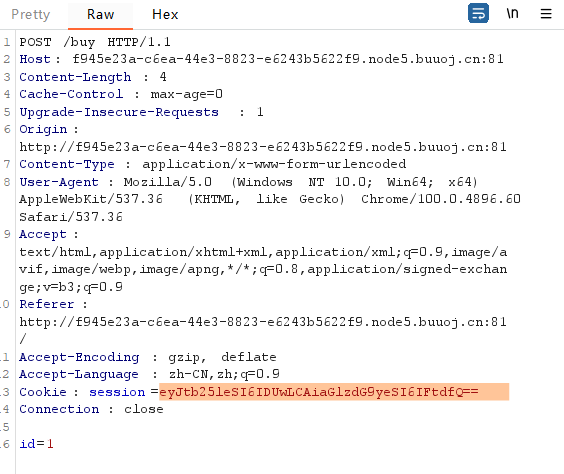 Pretty Raw Hex \n
1 POST /buy HTTP/1.1
2 Host: f945e23a-c6ea-44e3-8823-e6243b5622f9.node5.buuoj.cn:81
3 Content-Length: 4
4 Cache-Control: max-age=0
5 Upgrade-Insecure-Requests: 1
6 Origin:
http://f945e23a-c6ea-44e3-8823-e6243b5622f9.node5.buuoj.cn:81
7 Content-Type: application/x-www-form-urlencoded
8 User-Agent: Mozilla/5.0 (Windows NT 10.0; Win64; x64)
AppleWebKit/537.36 (KHTML, like Gecko) Chrome/100.0.4896.60
Safari/537.36
9 Accept:
text/html,application/xhtml+xml,application/xml;q=0.9,image/a
vif,image/webp,image/apng,*/*;q=0.8,application/signed-exchan
ge;v=b3;q=0.9
0 Referer:
http://f945e23a-c6ea-44e3-8823-e6243b5622f9.node5.buuoj.cn:81
/
1 Accept-Encoding: gzip, deflate
2 Accept-Language: zh-CN,zh;q=0.9
3 Cookie: session=eyJtb25leSI6IDUwLCAiaGlzdG9yeSI6IFtdfQ==
4 Connection: close
5
6 id=1